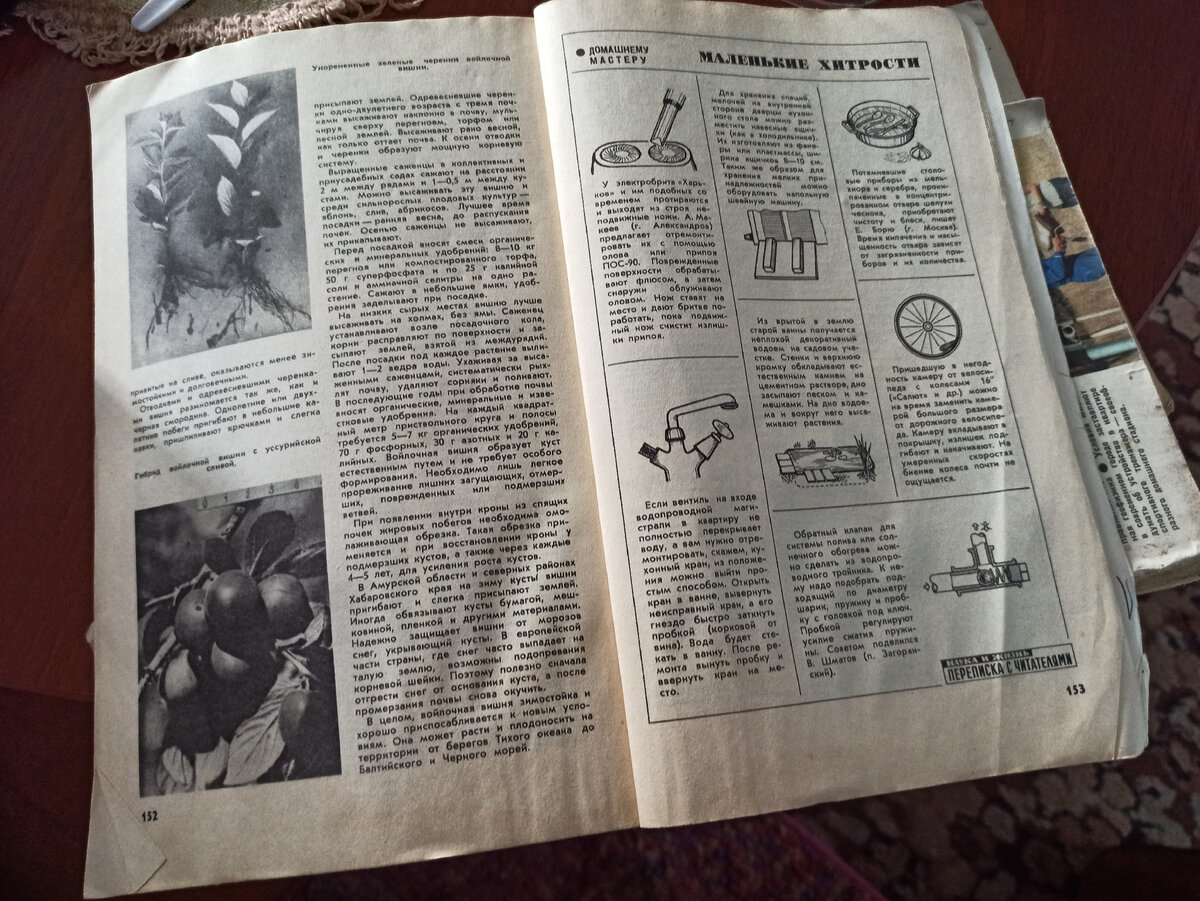 Укорененные зеленые черенки войлочной
вишни.
привитые на сливе, оказываются менее зи-
мостойкими и долговечными.
Отводками и одревесневшими черенка-
ми вишня размножается так же, как и
черная смородина. Однолетние или двух-
летние побеги пригибают в небольшие ка-
навки, пришпиливают крючками и слегка
Гибрид войлочной вишни с уссурийской
сливой.
0 1 2 3 4
152
присыпают землей. Одревесневшие черен-
ки одно-двулетнего возраста с тремя поч-
ками высаживают наклонно в почву, муль-
чируя сверху перегноем, торфом или
лесной землей. Высаживают рано весной,
как только оттает почва. К осени отводки
и черенки образуют мощную корневую
систему.
Выращенные саженцы в коллективных и
приусадебных садах сажают на расстоянии
2 м между рядами и 1—0,5 м между ку-
стами. Можно высаживать эту вишню и
среди сильнорослых плодовых культур —
яблонь, слив, абрикосов. Лучшее время
посадки — ранняя весна, до распускания
почек. Осенью саженцы не высаживают,
их прикапывают.
Перед посадкой вносят смеси органиче-
ских и минеральных удобрений: 8—10 кг
перегноя или компостированного торфа,
50 г суперфосфата и по 25 г калийной
соли и аммиачной селитры на одно ра-
стение. Сажают в небольшие ямки, удоб-
рения заделывают при посадке.
На низких сырых местах вишню лучше
высаживать на холмах, без ямы. Саженец
устанавливают возле посадочного кола,
корни расправляют по поверхности и за-
сыпают землей, взятой из междурядий.
После посадки под каждое растение выли-
вают 1—2 ведра воды. Ухаживая за выса-
женными саженцами, систематически рых-
лят почву, удаляют сорняки и поливают.
В последующие годы при обработке почвы
вносят органические, минеральные и изве-
стковые удобрения. На каждый квадрат-
ный метр приствольного круга и полосы
требуется 5—7 кг органических удобрений,
70 г фосфорных, 30 г азотных и 20 г ка-
лийных. Войлочная вишня образует куст
естественным путем и не требует особого
формирования. Необходимо лишь легкое
прореживание лишних загущающих, отмер-
ших, поврежденных или подмерзших
ветвей.
При появлении внутри кроны из спящих
почек жировых побегов необходима омо-
лаживающая обрезка. Такая обрезка при-
меняется и при восстановлении кроны у
подмерзших кустов, а также через каждые
4—5 лет, для усиления роста кустов.
В Амурской области и северных районах
Хабаровского края на зиму кусты вишни
пригибают и слегка присыпают землей.
Иногда обвязывают кусты бумагой, меш-
ковиной, пленкой и другими материалами.
Надежно защищает вишни от морозов
снег, укрывающий кусты. В европейской
части страны, где снег часто выпадает на
талую землю, возможны подопревания
корневой шейки. Поэтому полезно сначала
отгрести снег от основания куста, а после
промерзания почвы снова окучить.
В целом, войлочная вишня зимостойка и
хорошо приспосабливается к новым усло-
виям. Она может расти и плодоносить на
территории от берегов Тихого океана до
Балтийского и Черного морей.
● ДОМАШНЕМУ
МАСТЕРУ
МАЛЕНЬКИЕ ХИТРОСТИ
У электробритв «Харь-
ков» и им подобных со
временем протираются
и выходят из строя не-
подвижные ножи. А. Ма-
кеев (г. Александров)
предлагает отремонти-
ровать их с помощью
олова или припоя
ПОС-90. Поврежденные
поверхности обрабаты-
вают флюсом, а затем
снаружи облуживают
оловом. Нож ставят на
место и дают бритве по-
работать, пока подвиж-
ный нож счистит излиш-
ки припоя.
Если вентиль на входе
водопроводной маги-
страли в квартиру не
полностью перекрывает
воду, а вам нужно отре-
монтировать, скажем, ку-
хонный кран, из положе-
ния можно выйти про-
стым способом. Открыть
кран в ванне, вывернуть
неисправный кран, а его
гнездо быстро заткнуть
пробкой (корковой от
вина). Вода будет сте-
кать в ванну. После ре-
монта вынуть пробку и
ввернуть кран на ме-
сто.
Для хранения специй,
мелочей на внутренней
стороне дверцы кухон-
ного стола можно раз-
местить навесные ящич-
ки (как в холодильнике).
Их изготовляют из фане-
ры или пластмассы, ши-
рина ящичков 8—10 см.
Таким же образом для
хранения мелких при-
надлежностей можно
оборудовать напольную
швейную машину.
Из врытой в землю
старой ванны получается
неплохой декоративный
водоем на садовом уча-
стке. Стенки и верхнюю
кромку обкладывают ес-
тественным камнем на
цементном растворе, дно
засыпают песком и ка-
мешками. На дно водое-
ма и вокруг него выса-
живают растения.
Обратный клапан для
системы полива или сол-
нечного обогрева мож-
но сделать из водопро-
водного тройника. К не-
му надо подобрать под-
ходящий по диаметру
шарик, пружину и проб-
ку с головкой под ключ.
Пробкой регулируют
усилие сжатия пружи-
ны. Советом поделился
В. Шматов (п. Загорян-
ский).
Потемневшие столо-
вые приборы из мель-
хиора и серебра, проки-
пяченные в концентри-
рованном отваре шелухи
чеснока, приобретают
чистоту и блеск, пишет
Е. Борю (г. Москва).
Время кипячения и насы-
щенность отвара зависят
от загрязненности при-
боров и их количества.
Пришедшую в негод-
ность камеру от велоси-
педа с колесами 16"
(«Салют» и др.) можно
на время заменить каме-
рой большого размера
от дорожного велосипе-
да. Камеру вкладывают в
покрышку, излишек под-
гибают и накачивают. На
умеренных скоростях
биение колеса почти не
ощущается.
НАУКА И ЖИЗНЬ
ПЕРЕПИСКА С ЧИТАТЕЛЯМИ
153